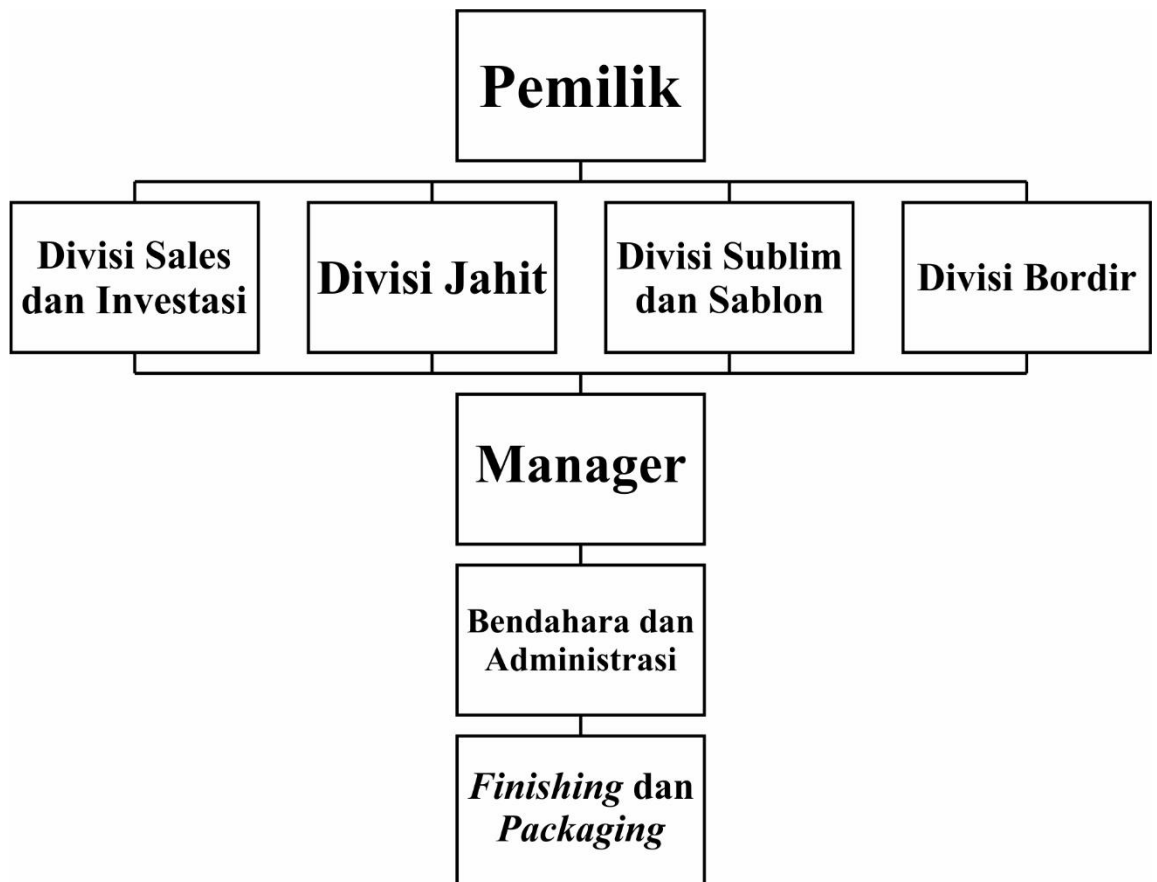 Pemilik
Divisi Sales
dan Investasi
Divisi Jahit
Divisi Sublim
dan Sablon
Divisi Bordir
Manager
Bendahara dan
Administrasi
Finishing dan
Packaging